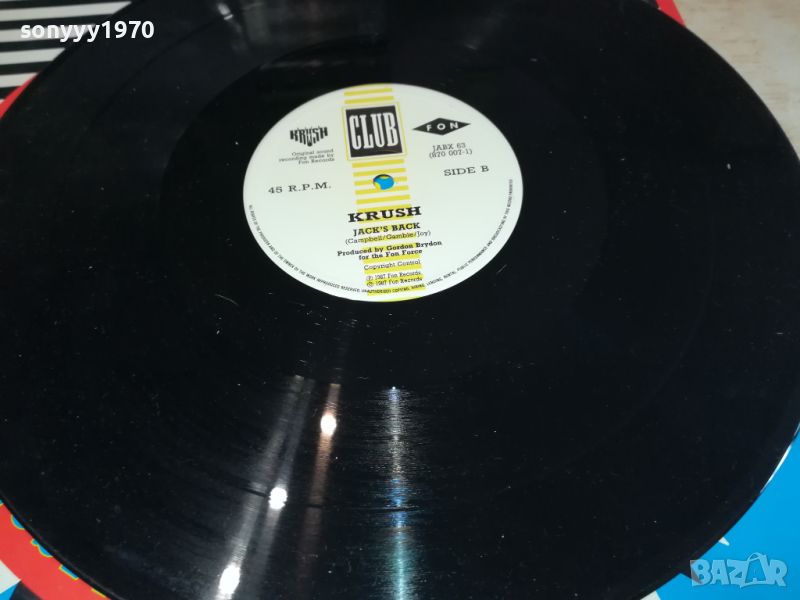 sonyyy1970
KRUSH
Original sound
recording made by
Fon Records
CLUB
FON
JABX 63
(870 007-1)
45 R.P.M.
SIDE B
KRUSH
JACK'S BACK
(Campbell/Gamble/Joy)
Produced by Gordon Brydon
for the Fon Force
Copyright Control
℗ 1987 Fon Records
© 1987 Fon Records
BAZAR